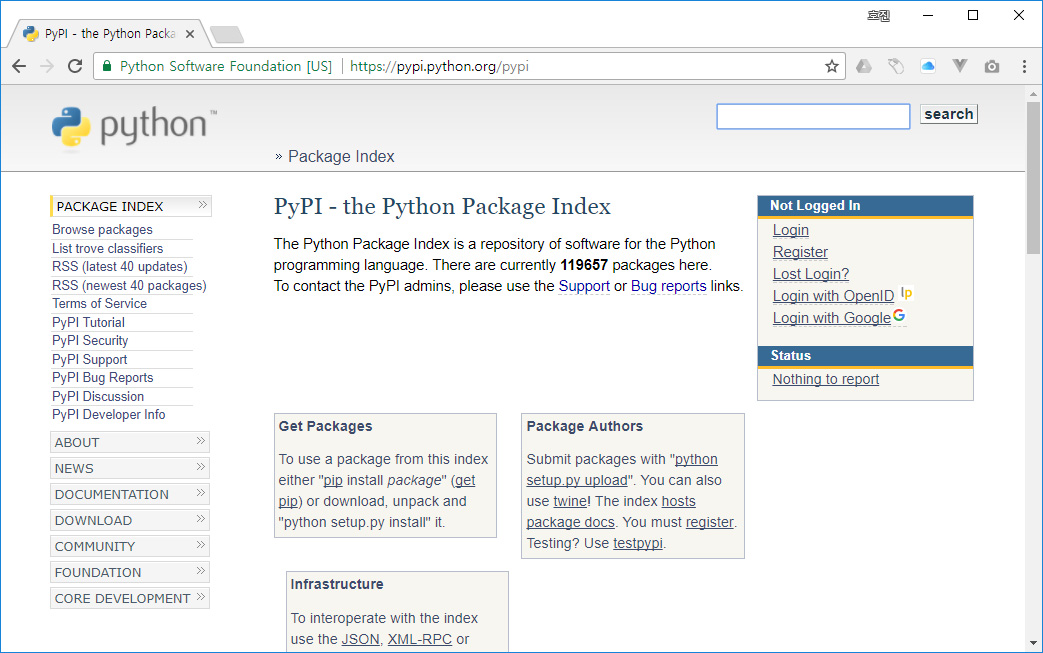 호젠
PyPI - the Python Packa
Python Software Foundation [US] https://pypi.python.org/pypi
python™
search
» Package Index
PACKAGE INDEX »
Browse packages
List trove classifiers
RSS (latest 40 updates)
RSS (newest 40 packages)
Terms of Service
PyPI Tutorial
PyPI Security
PyPI Support
PyPI Bug Reports
PyPI Discussion
PyPI Developer Info
ABOUT »
NEWS »
DOCUMENTATION »
DOWNLOAD »
COMMUNITY »
FOUNDATION »
CORE DEVELOPMENT »
PyPI - the Python Package Index
The Python Package Index is a repository of software for the Python
programming language. There are currently 119657 packages here.
To contact the PyPI admins, please use the Support or Bug reports links.
Not Logged In
Login
Register
Lost Login?
Login with OpenID lp
Login with Google G
Status
Nothing to report
Get Packages
To use a package from this index
either "pip install package" (get
pip) or download, unpack and
"python setup.py install" it.
Package Authors
Submit packages with "python
setup.py upload". You can also
use twine! The index hosts
package docs. You must register.
Testing? Use testpypi.
Infrastructure
To interoperate with the index
use the JSON, XML-RPC or